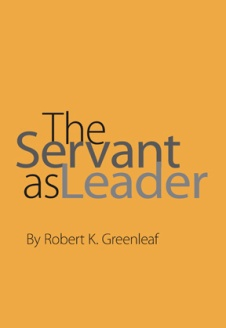 The
Servant
asLeader
By Robert K. Greenleaf